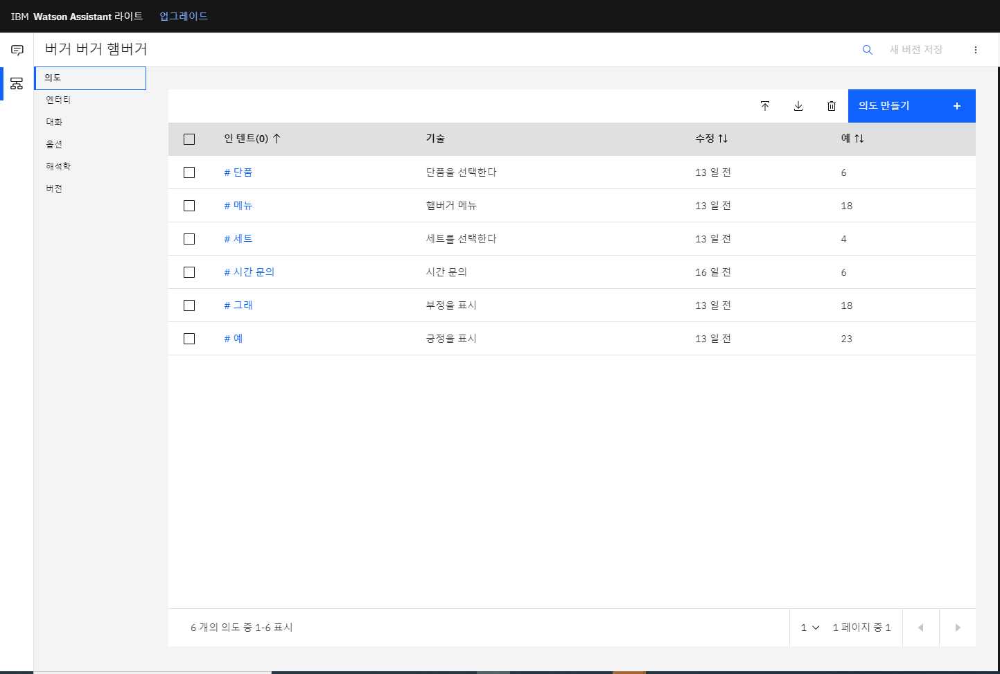 IBM Watson Assistant 라이트 업그레이드
버거 버거 햄버거 새 버전 저장
의도
엔터티
대화
옵션
해석학
버전
의도 만들기 +
인 텐트(0) ↑ 기술 수정 ↑↓ 예 ↑↓
# 단품 단품을 선택한다 13 일 전 6
# 메뉴 햄버거 메뉴 13 일 전 18
# 세트 세트를 선택한다 13 일 전 4
# 시간 문의 시간 문의 16 일 전 6
# 그래 부정을 표시 13 일 전 18
# 예 긍정을 표시 13 일 전 23
6 개의 의도 중 1-6 표시 1 1 페이지 중 1